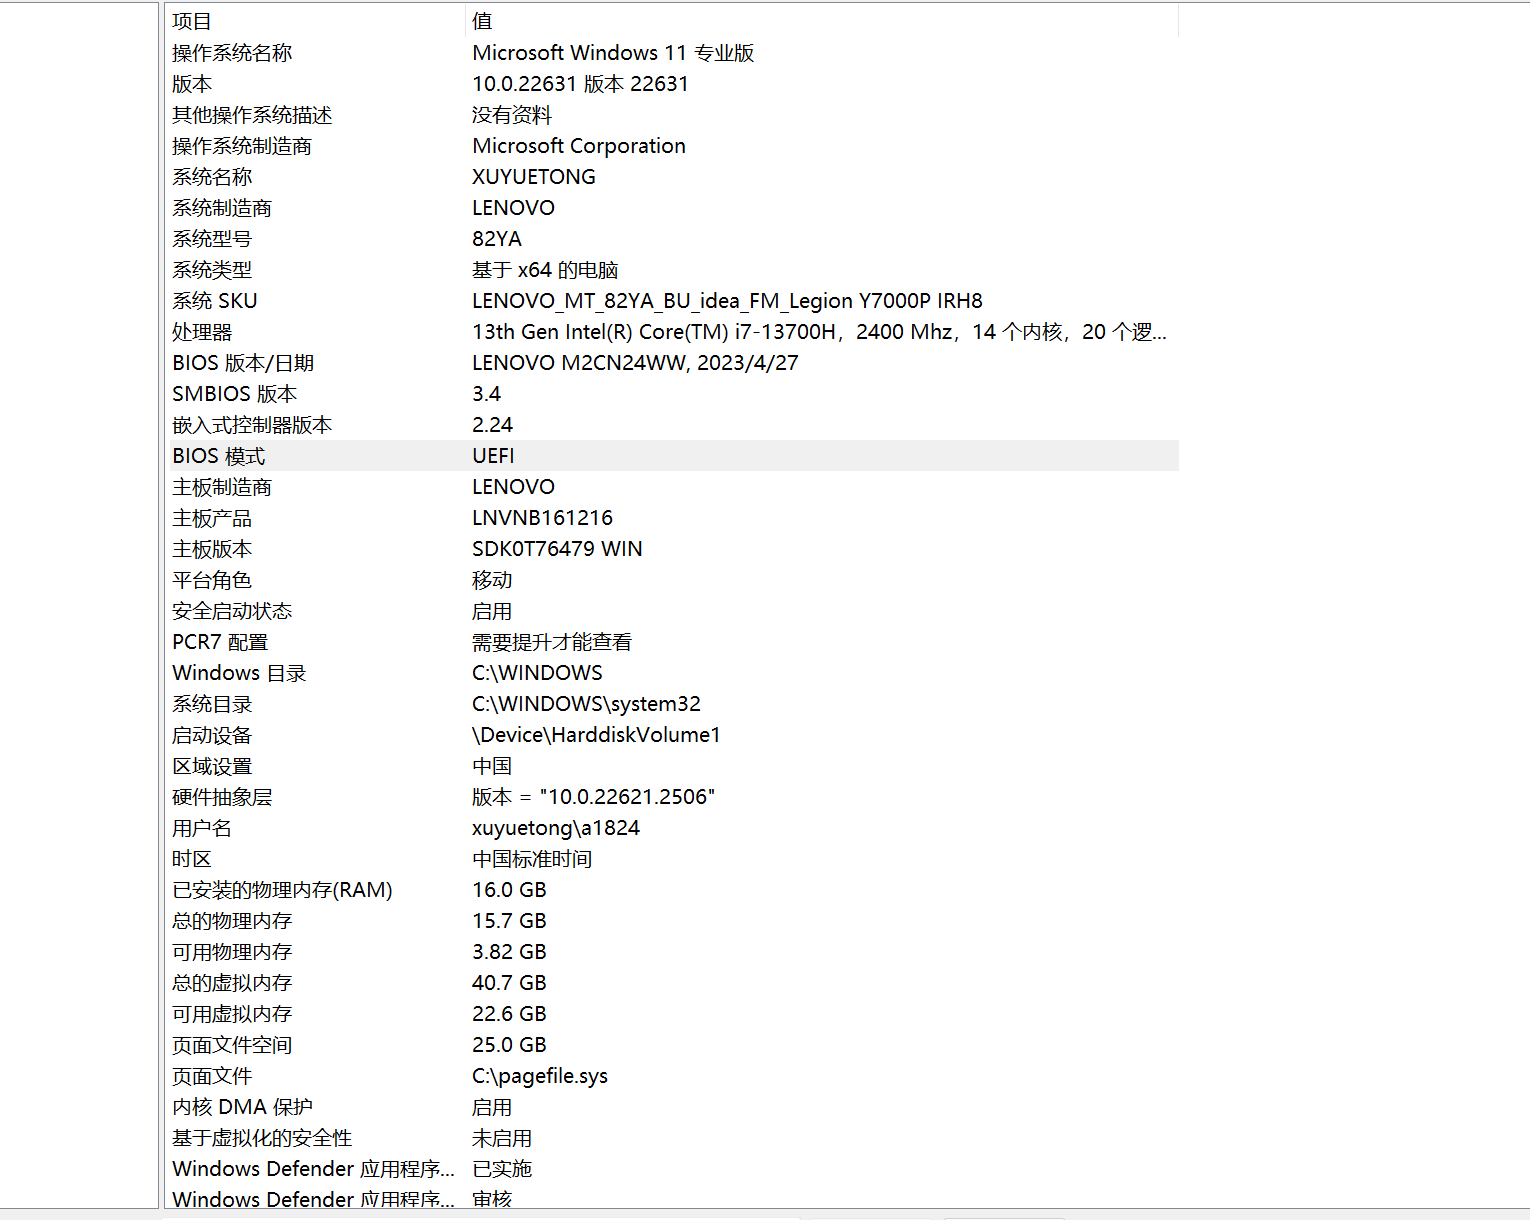 项目 值
操作系统名称 Microsoft Windows 11 专业版
版本 10.0.22631 版本 22631
其他操作系统描述 没有资料
操作系统制造商 Microsoft Corporation
系统名称 XUYUETONG
系统制造商 LENOVO
系统型号 82YA
系统类型 基于 x64 的电脑
系统 SKU LENOVO_MT_82YA_BU_idea_FM_Legion Y7000P IRH8
处理器 13th Gen Intel(R) Core(TM) i7-13700H，2400 Mhz，14 个内核，20 个逻...
BIOS 版本/日期 LENOVO M2CN24WW, 2023/4/27
SMBIOS 版本 3.4
嵌入式控制器版本 2.24
BIOS 模式 UEFI
主板制造商 LENOVO
主板产品 LNVNB161216
主板版本 SDK0T76479 WIN
平台角色 移动
安全启动状态 启用
PCR7 配置 需要提升才能查看
Windows 目录 C:\WINDOWS
系统目录 C:\WINDOWS\system32
启动设备 \Device\HarddiskVolume1
区域设置 中国
硬件抽象层 版本 = "10.0.22621.2506"
用户名 xuyuetong\a1824
时区 中国标准时间
已安装的物理内存(RAM) 16.0 GB
总的物理内存 15.7 GB
可用物理内存 3.82 GB
总的虚拟内存 40.7 GB
可用虚拟内存 22.6 GB
页面文件空间 25.0 GB
页面文件 C:\pagefile.sys
内核 DMA 保护 启用
基于虚拟化的安全性 未启用
Windows Defender 应用程序... 已实施
Windows Defender 应用程序... 审核